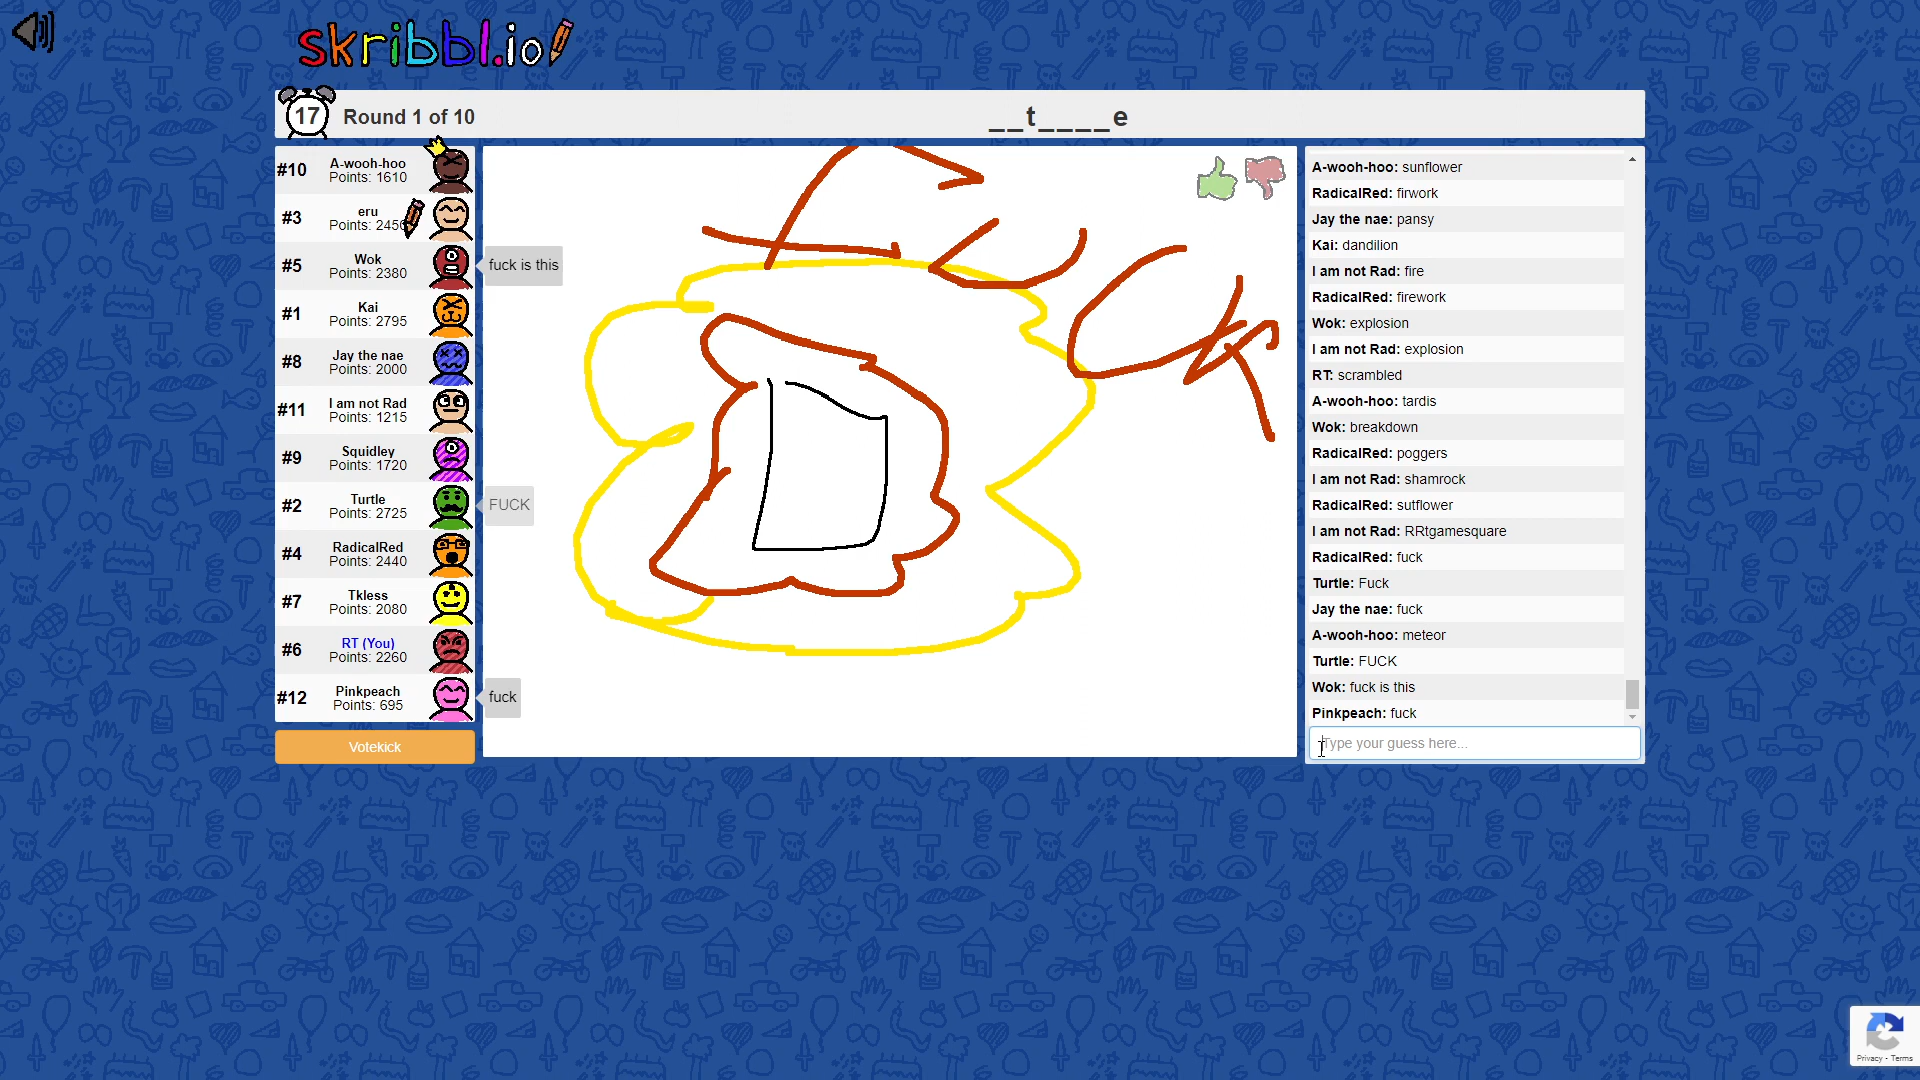 skribbl.io
17 Round 1 of 10 __t____e
#10 A-wooh-hoo
Points: 1610
#3 eru
Points: 2450
#5 Wok
Points: 2380
fuck is this
#1 Kai
Points: 2795
#8 Jay the nae
Points: 2000
#11 I am not Rad
Points: 1215
#9 Squidley
Points: 1720
#2 Turtle
Points: 2725
FUCK
#4 RadicalRed
Points: 2440
#7 Tkless
Points: 2080
#6 RT (You)
Points: 2260
#12 Pinkpeach
Points: 695
fuck
Votekick
FUCK
A-wooh-hoo: sunflower
RadicalRed: firwork
Jay the nae: pansy
Kai: dandilion
I am not Rad: fire
RadicalRed: firework
Wok: explosion
I am not Rad: explosion
RT: scrambled
A-wooh-hoo: tardis
Wok: breakdown
RadicalRed: poggers
I am not Rad: shamrock
RadicalRed: sutflower
I am not Rad: RRtgamesquare
RadicalRed: fuck
Turtle: Fuck
Jay the nae: fuck
A-wooh-hoo: meteor
Turtle: FUCK
Wok: fuck is this
Pinkpeach: fuck
Type your guess here...
Privacy - Terms